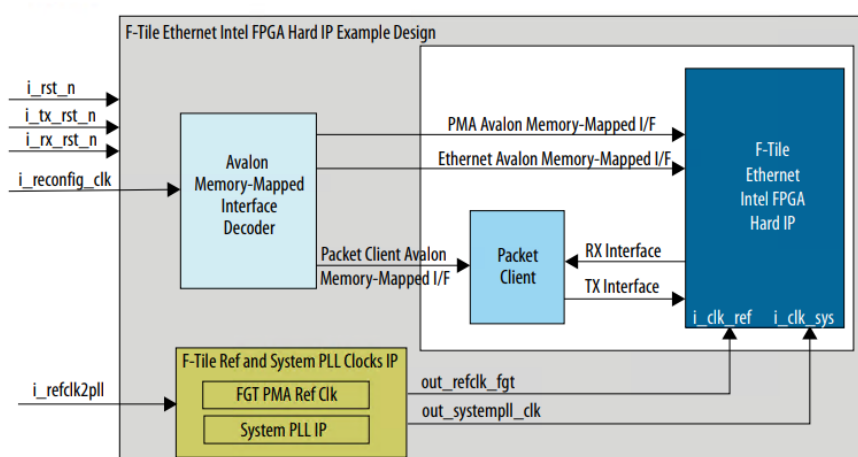 F-Tile Ethernet Intel FPGA Hard IP Example Design
i_rst_n
i_tx_rst_n
i_rx_rst_n
i_reconfig_clk
Avalon
Memory-Mapped
Interface
Decoder
PMA Avalon Memory-Mapped I/F
Ethernet Avalon Memory-Mapped I/F
Packet Client Avalon
Memory-Mapped I/F
Packet
Client
RX Interface
TX Interface
F-Tile
Ethernet
Intel FPGA
Hard IP
i_clk_ref
i_clk_sys
i_refclk2pll
F-Tile Ref and System PLL Clocks IP
FGT PMA Ref Clk
System PLL IP
out_refclk_fgt
out_systempll_clk